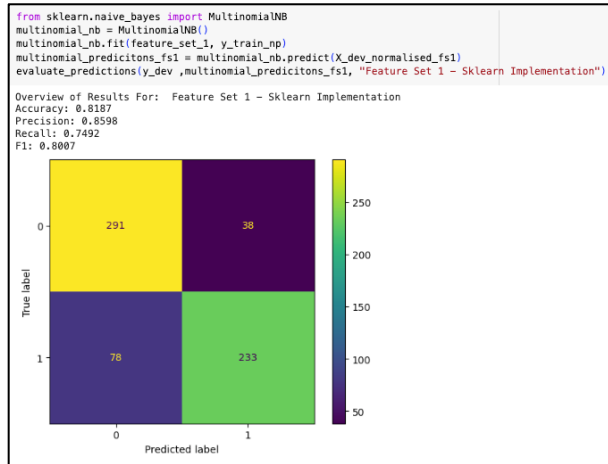 from sklearn.naive_bayes import MultinomialNB
multinomial_nb = MultinomialNB()
multinomial_nb.fit(feature_set_1, y_train_np)
multinomial_predicitons_fs1 = multinomial_nb.predict(X_dev_normalised_fs1)
evaluate_predictions(y_dev ,multinomial_predicitons_fs1, "Feature Set 1 – Sklearn Implementation")
Overview of Results For:  Feature Set 1 – Sklearn Implementation
Accuracy: 0.8187
Precision: 0.8598
Recall: 0.7492
F1: 0.8007
0
291
38
1
78
233
0
1
True label
Predicted label
250
200
150
100
50